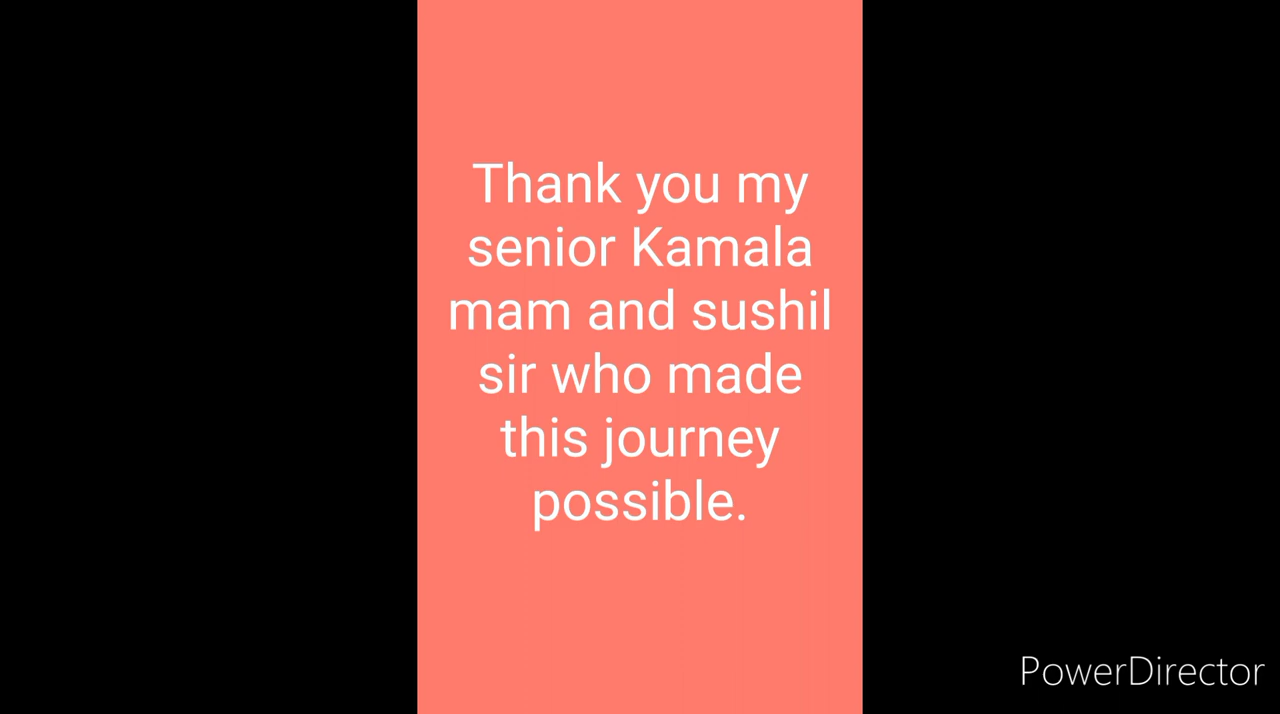 Thank you my
senior Kamala
mam and sushil
sir who made
this journey
possible.
PowerDirector